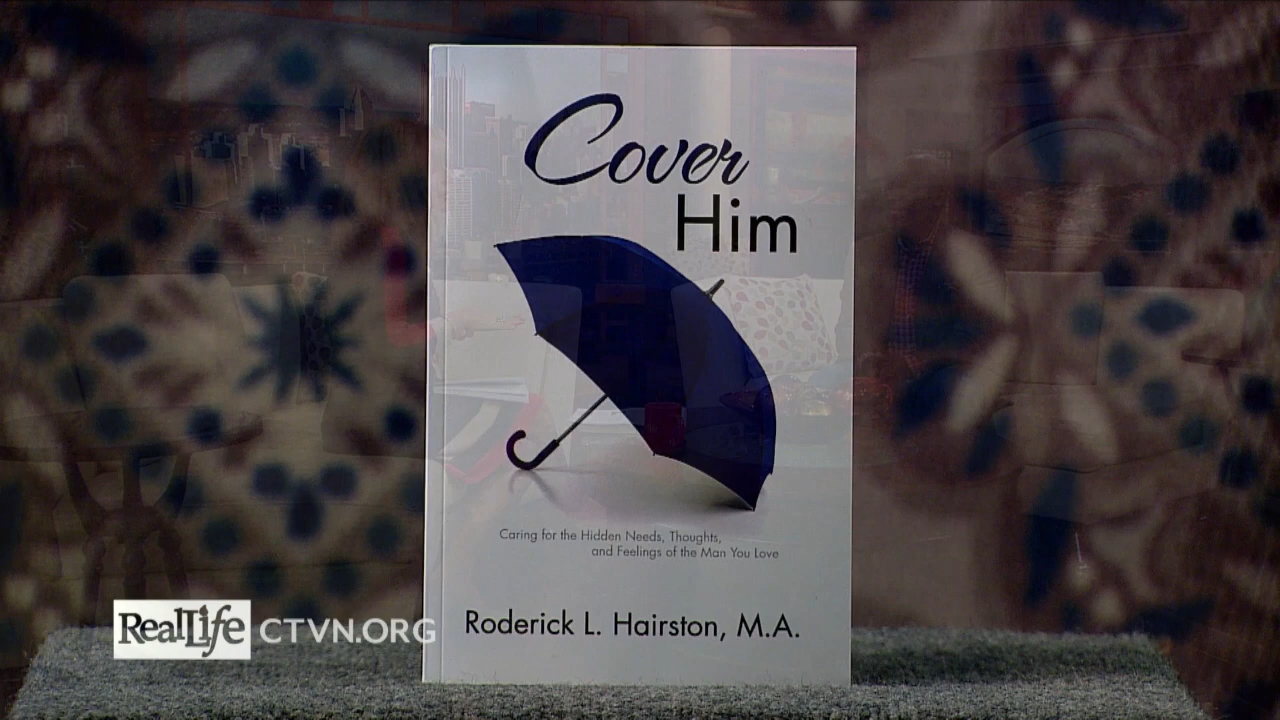 Cover
Him
Caring for the Hidden Needs, Thoughts,
and Feelings of the Man You Love
Roderick L. Hairston, M.A.
RealLife CTVN.ORG